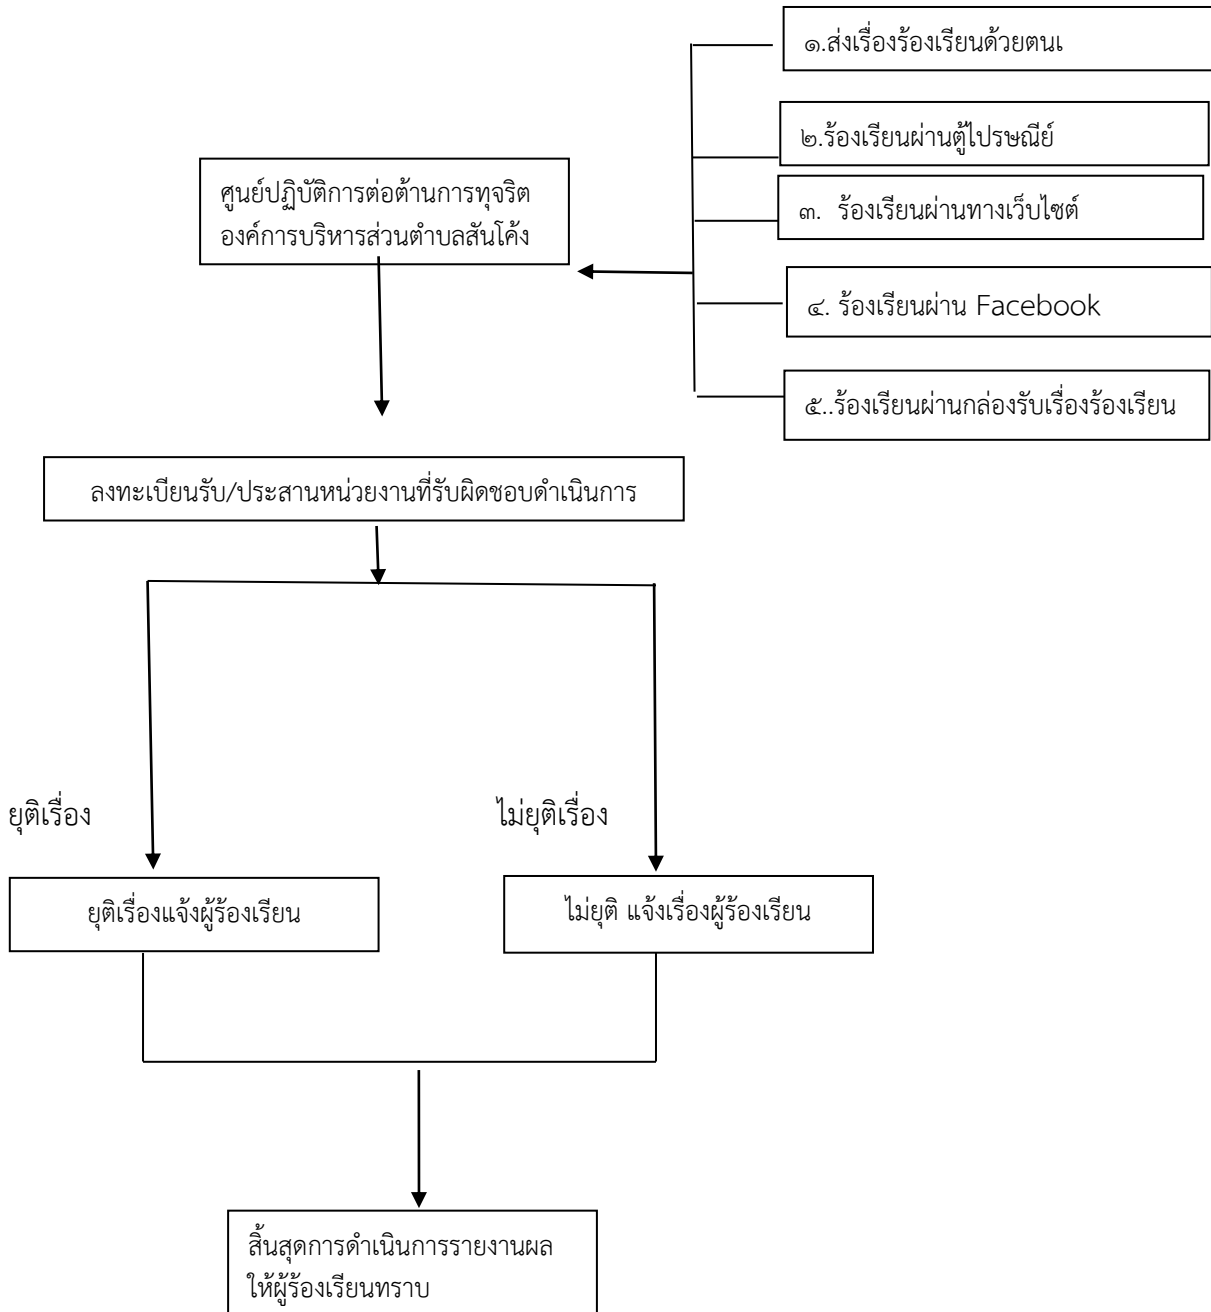 ๑.ส่งเรื่องร้องเรียนด้วยตนเ
๒.ร้องเรียนผ่านตู้ไปรษณีย์
ศูนย์ปฏิบัติการต่อต้านการทุจริต
องค์การบริหารส่วนตำบลสันโค้ง
๓. ร้องเรียนผ่านทางเว็บไซต์
๔. ร้องเรียนผ่าน Facebook
๕..ร้องเรียนผ่านกล่องรับเรื่องร้องเรียน
ลงทะเบียนรับ/ประสานหน่วยงานที่รับผิดชอบดำเนินการ
ยุติเรื่อง
ไม่ยุติเรื่อง
ยุติเรื่องแจ้งผู้ร้องเรียน
ไม่ยุติ แจ้งเรื่องผู้ร้องเรียน
สิ้นสุดการดำเนินการรายงานผล
ให้ผู้ร้องเรียนทราบ